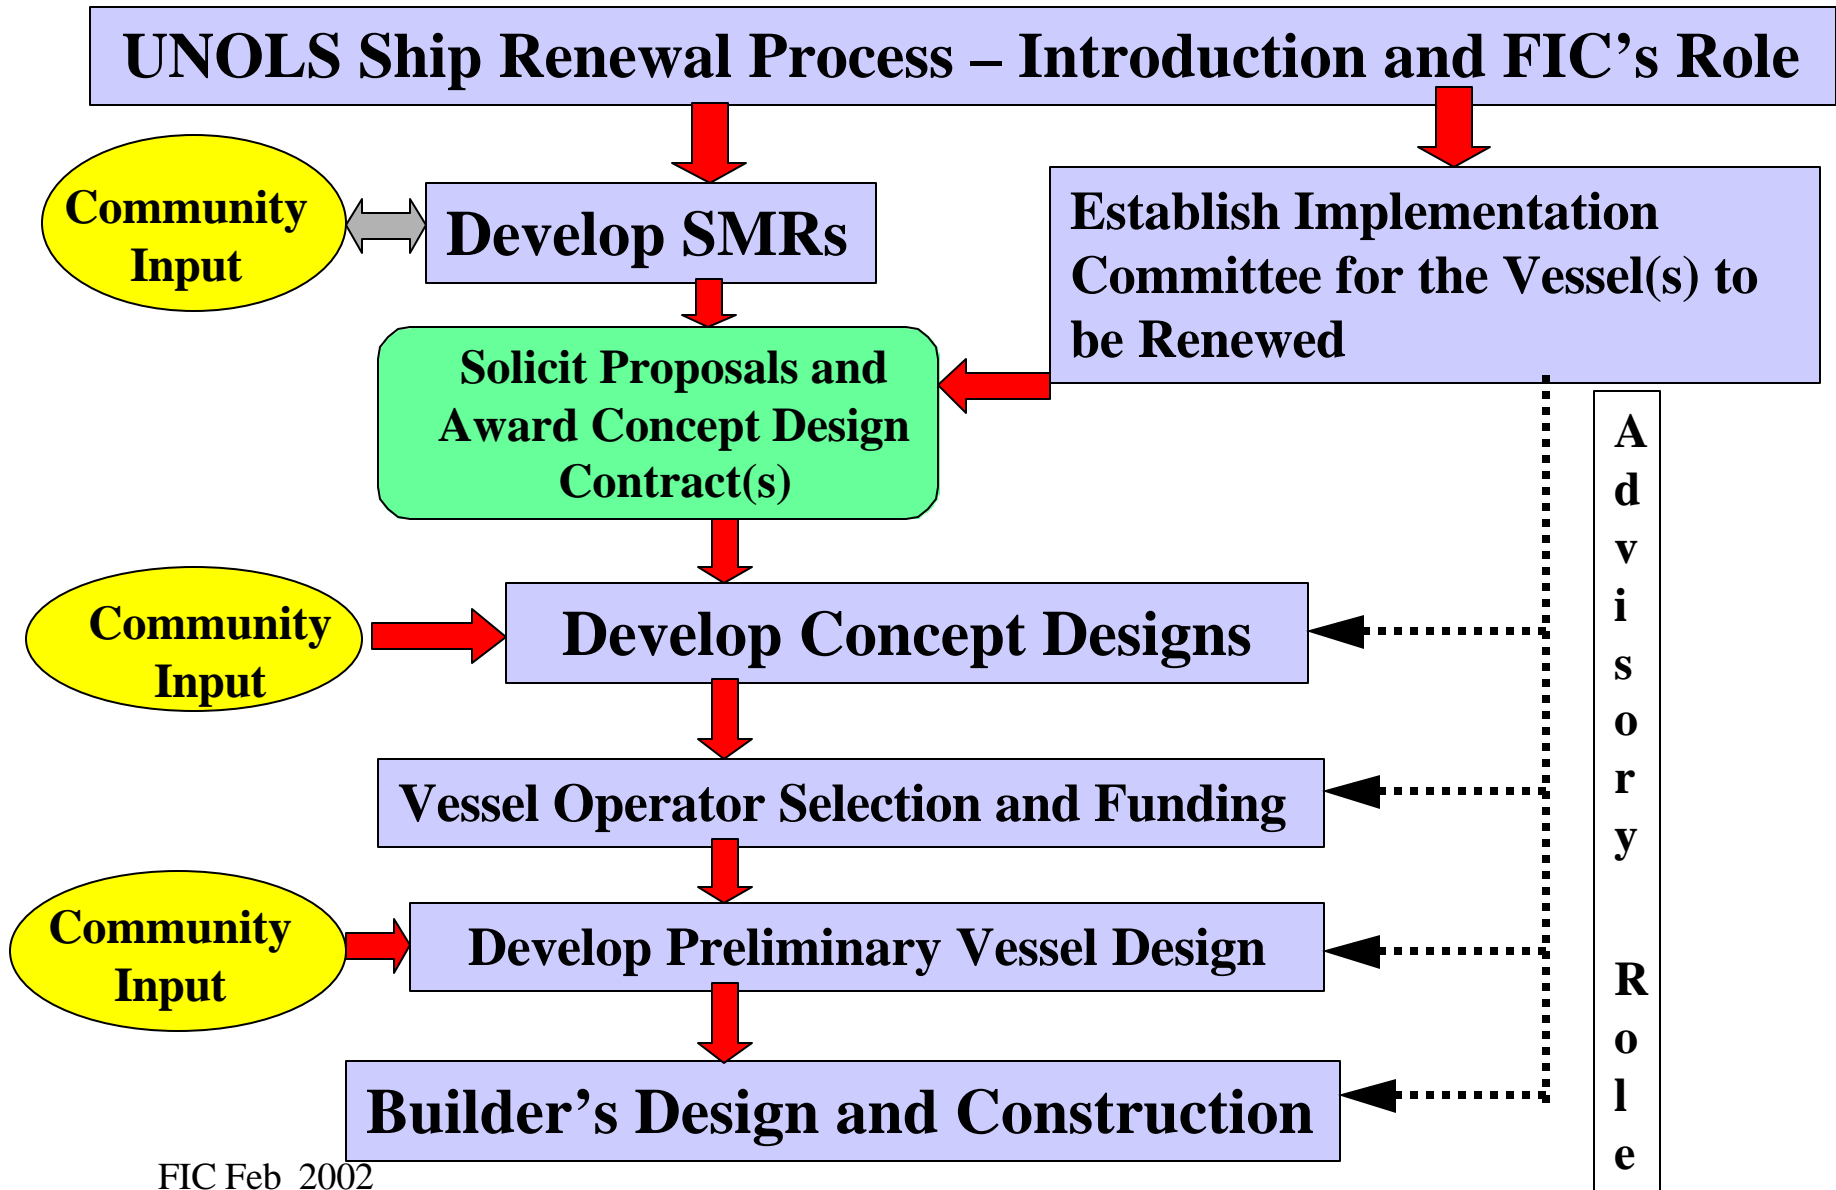 UNOLS Ship Renewal Process – Introduction and FIC’s Role
Community
Input
Develop SMRs
Establish Implementation
Committee for the Vessel(s) to
be Renewed
Solicit Proposals and
Award Concept Design
Contract(s)
Community
Input
Develop Concept Designs
Vessel Operator Selection and Funding
Community
Input
Develop Preliminary Vessel Design
Builder’s Design and Construction
A
d
v
i
s
o
r
y
R
o
l
e
FIC Feb 2002